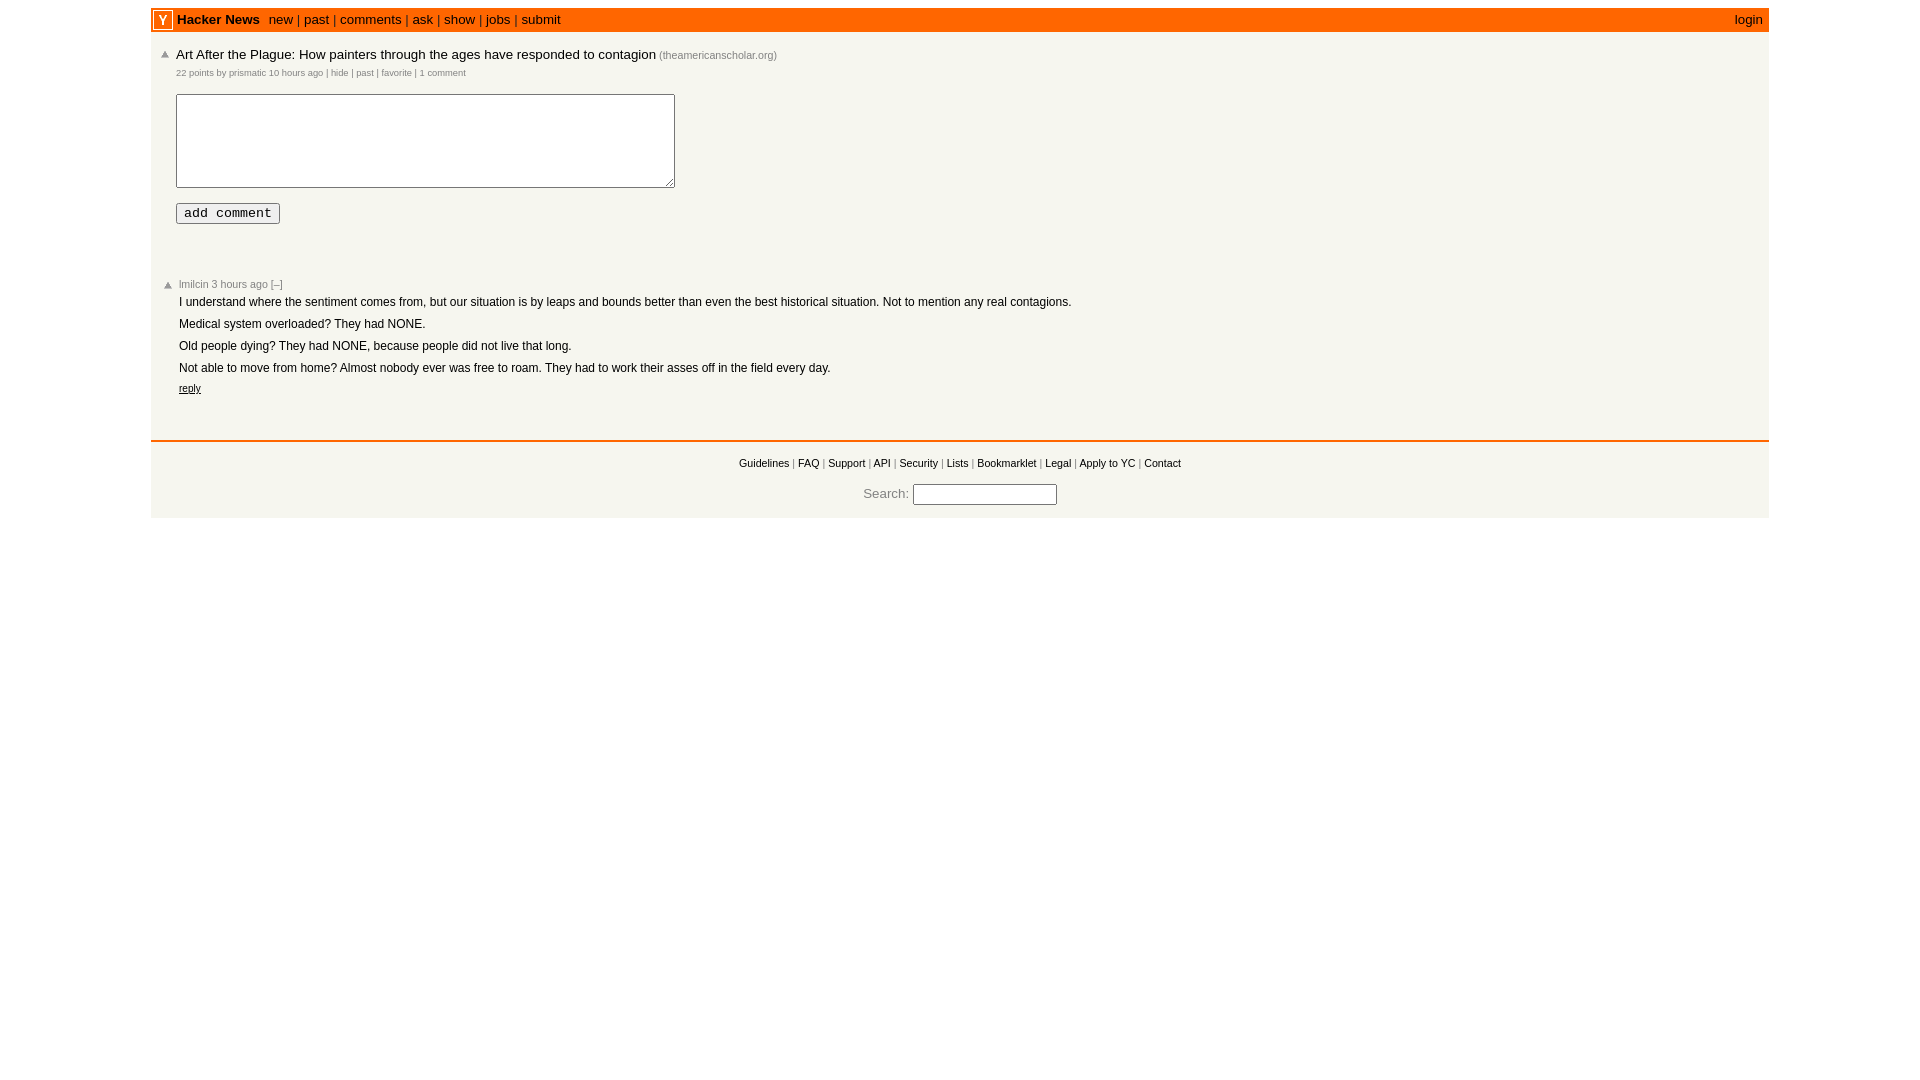 Y Hacker News new | past | comments | ask | show | jobs | submit login
Art After the Plague: How painters through the ages have responded to contagion (theamericanscholar.org)
22 points by prismatic 10 hours ago | hide | past | favorite | 1 comment
add comment
lmilcin 3 hours ago [–]
I understand where the sentiment comes from, but our situation is by leaps and bounds better than even the best historical situation. Not to mention any real contagions.
Medical system overloaded? They had NONE.
Old people dying? They had NONE, because people did not live that long.
Not able to move from home? Almost nobody ever was free to roam. They had to work their asses off in the field every day.
reply
Guidelines | FAQ | Support | API | Security | Lists | Bookmarklet | Legal | Apply to YC | Contact
Search: